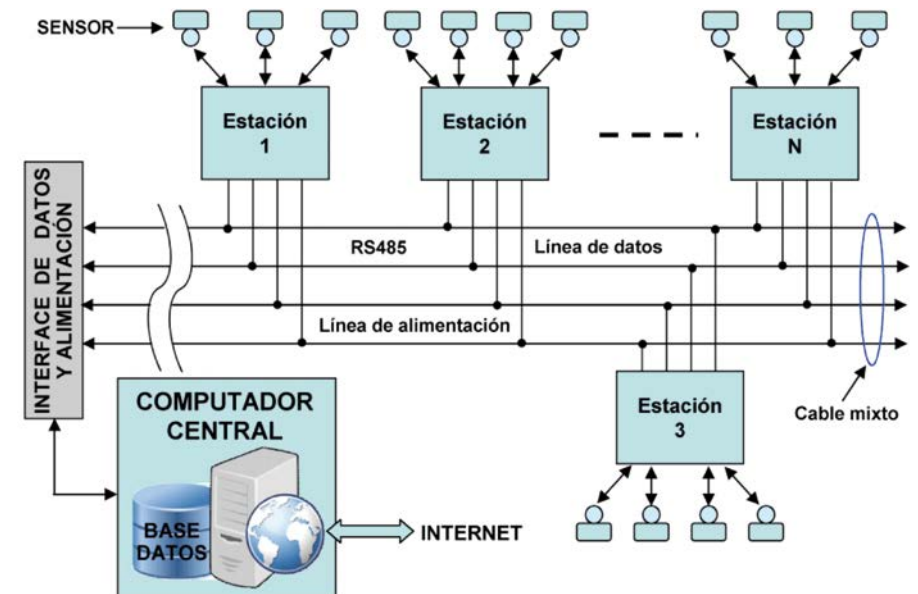 SENSOR
Estación
1
Estación
2
Estación
N
INTERFACE DE DATOS
Y ALIMENTACIÓN
RS485
Línea de datos
Línea de alimentación
Cable mixto
Estación
3
COMPUTADOR
CENTRAL
BASE
DATOS
INTERNET